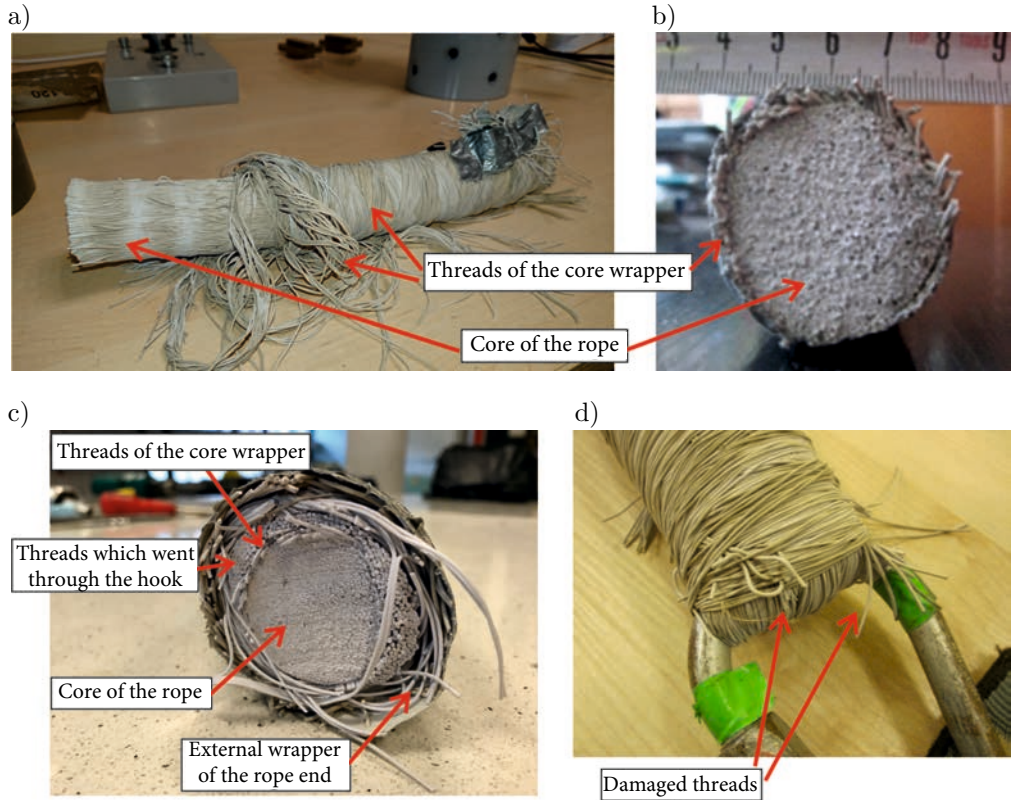 a)
b)
3 4 5 6 7 8 9
120
Threads of the core wrapper
Core of the rope
c)
d)
Threads of the core wrapper
Threads which went
through the hook
Core of the rope
External wrapper
of the rope end
Damaged threads